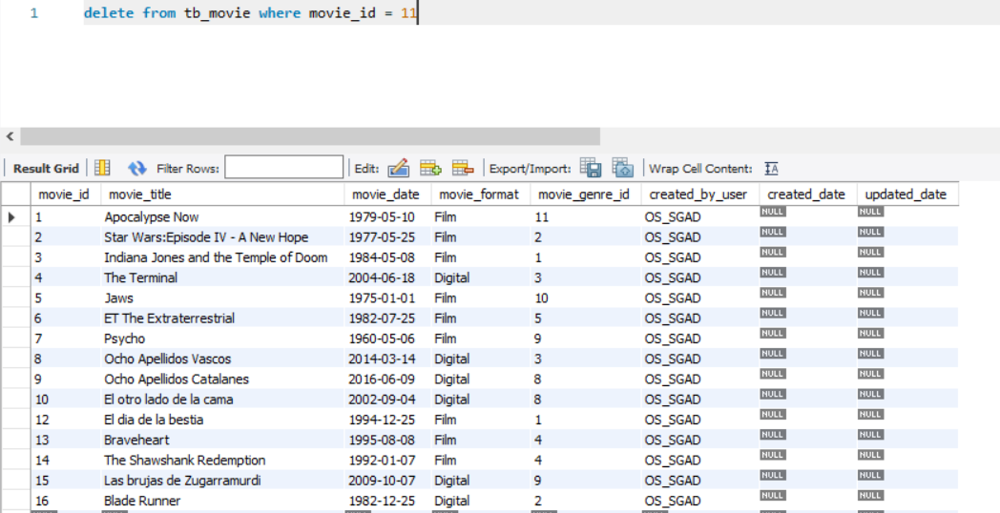 1 delete from tb_movie where movie_id = 11
Result Grid Filter Rows: Edit: Export/Import: Wrap Cell Content: IA
movie_id movie_title movie_date movie_format movie_genre_id created_by_user created_date updated_date
1 Apocalypse Now 1979-05-10 Film 11 OS_SGAD NULL NULL
2 Star Wars:Episode IV - A New Hope 1977-05-25 Film 2 OS_SGAD NULL NULL
3 Indiana Jones and the Temple of Doom 1984-05-08 Film 1 OS_SGAD NULL NULL
4 The Terminal 2004-06-18 Digital 3 OS_SGAD NULL NULL
5 Jaws 1975-01-01 Film 10 OS_SGAD NULL NULL
6 ET The Extraterrestrial 1982-07-25 Film 5 OS_SGAD NULL NULL
7 Psycho 1960-05-06 Film 9 OS_SGAD NULL NULL
8 Ocho Apellidos Vascos 2014-03-14 Digital 3 OS_SGAD NULL NULL
9 Ocho Apellidos Catalanes 2016-06-09 Digital 8 OS_SGAD NULL NULL
10 El otro lado de la cama 2002-09-04 Digital 8 OS_SGAD NULL NULL
12 El dia de la bestia 1994-12-25 Film 1 OS_SGAD NULL NULL
13 Braveheart 1995-08-08 Film 4 OS_SGAD NULL NULL
14 The Shawshank Redemption 1992-01-07 Film 4 OS_SGAD NULL NULL
15 Las brujas de Zugarramurdi 2009-10-07 Digital 9 OS_SGAD NULL NULL
16 Blade Runner 1982-12-25 Digital 2 OS_SGAD NULL NULL